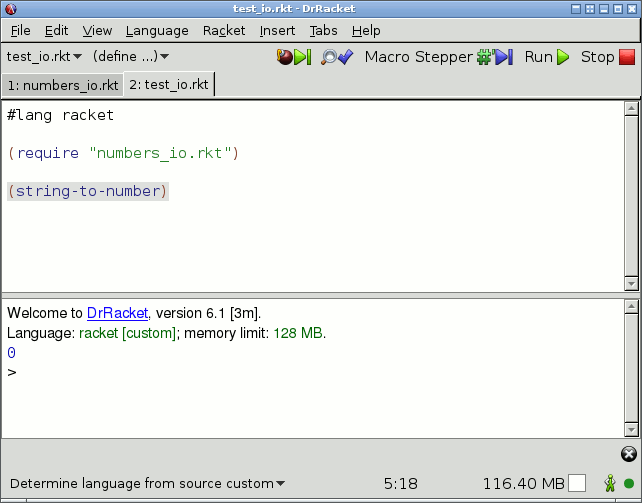 test_io.rkt - DrRacket
File Edit View Language Racket Insert Tabs Help
test_io.rkt (define ...) Macro Stepper Run Stop
1: numbers_io.rkt 2: test_io.rkt
#lang racket
(require "numbers_io.rkt")
(string-to-number)
Welcome to DrRacket, version 6.1 [3m].
Language: racket [custom]; memory limit: 128 MB.
0
>
Determine language from source custom 5:18 116.40 MB